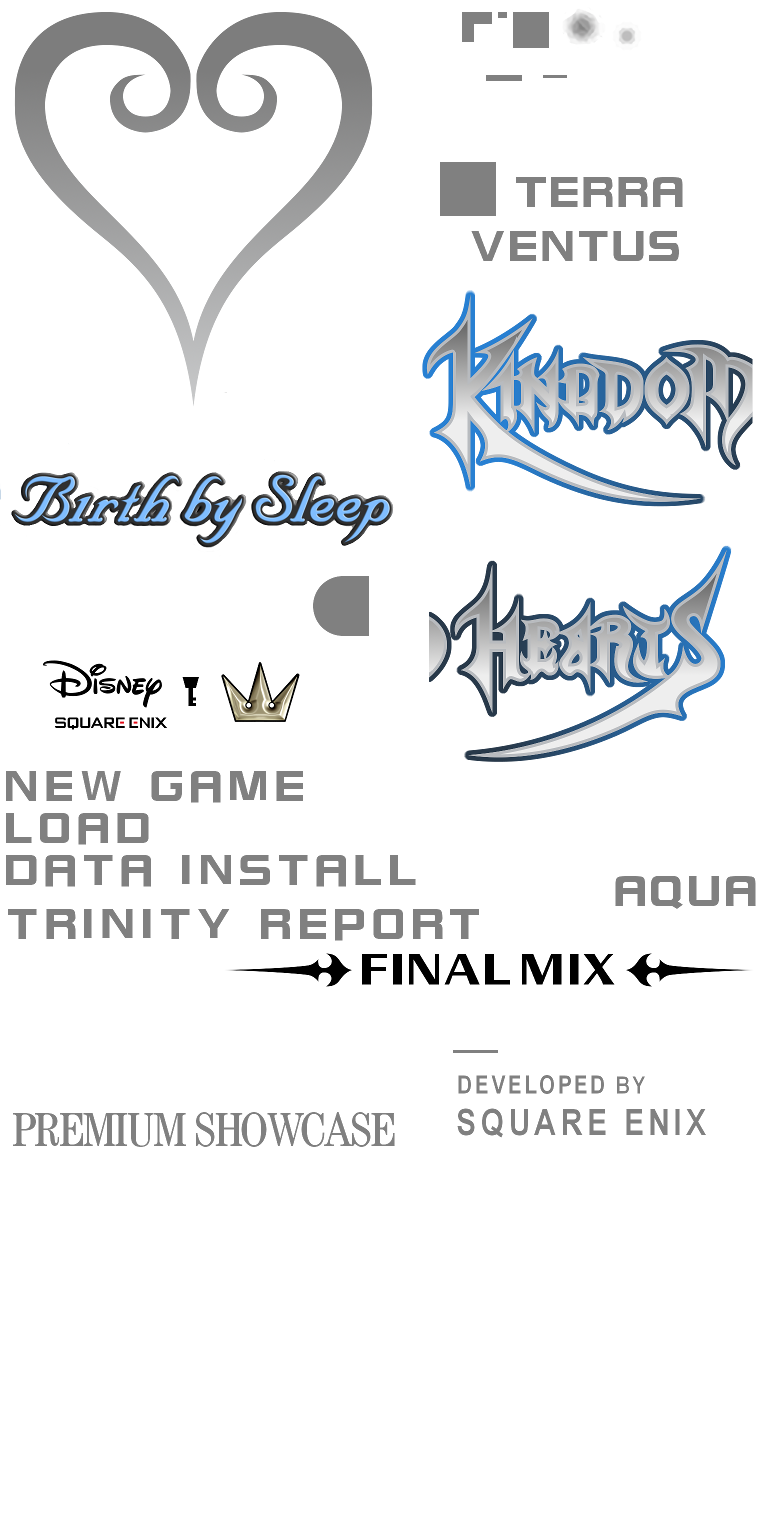 TERRA
VENTUS
KINGDOM
Birth by Sleep
HEARTS
Disney
SQUARE ENIX
NEW GAME
LOAD
DATA INSTALL
AQUA
TRINITY REPORT
FINAL MIX
DEVELOPED BY
SQUARE ENIX
PREMIUM SHOWCASE